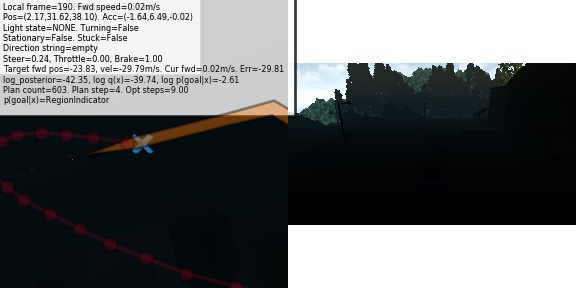 Local frame=190. Fwd speed=0.02m/s
Pos=(2.17,31.62,38.10). Acc=(-1.64,6.49,-0.02)
Light state=NONE. Turning=False
Stationary=False. Stuck=False
Direction string=empty
Steer=0.24, Throttle=0.00, Brake=1.00
Target fwd pos=-23.83, vel=-29.79m/s. Cur fwd=0.02m/s. Err=-29.81
log_posterior=-42.35, log q(x)=-39.74, log p(goal|x)=-2.61
Plan count=603. Plan step=4. Opt steps=9.00
p(goal|x)=RegionIndicator